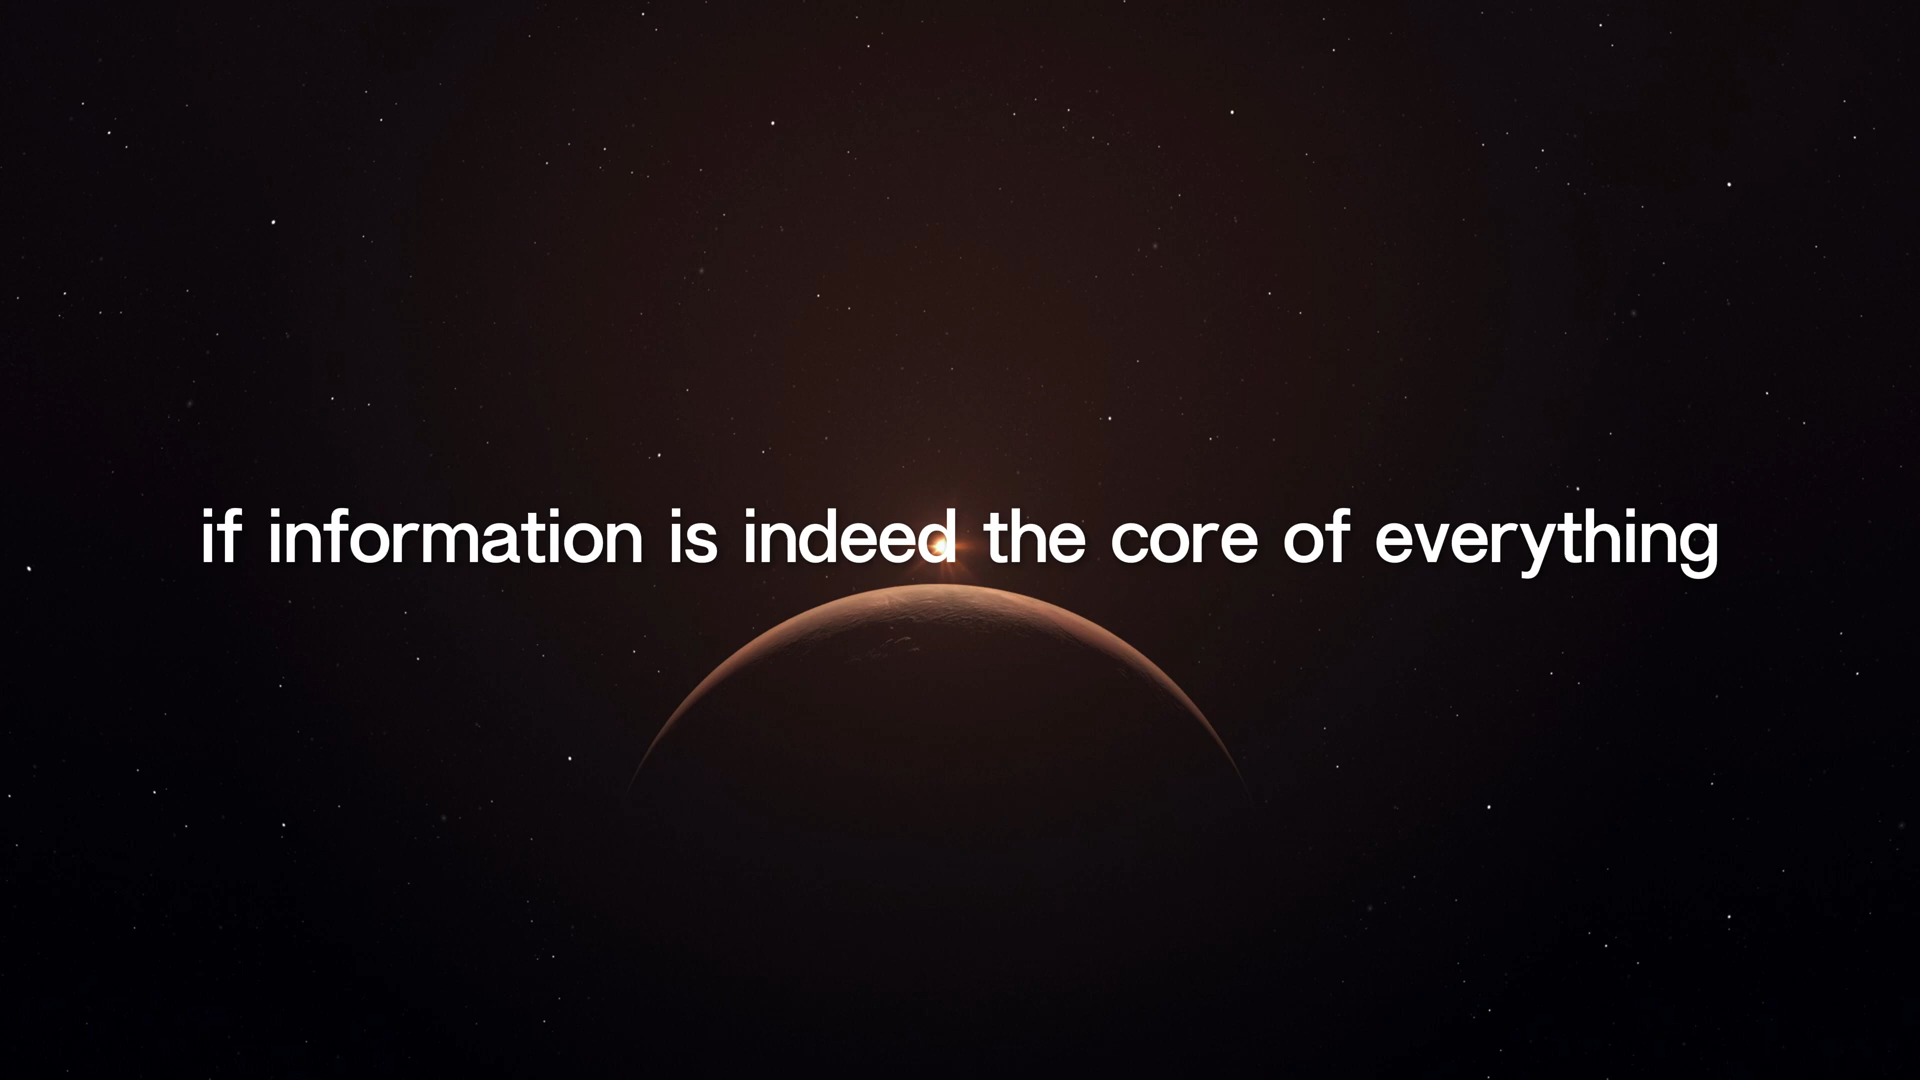 if information is indeed the core of everything